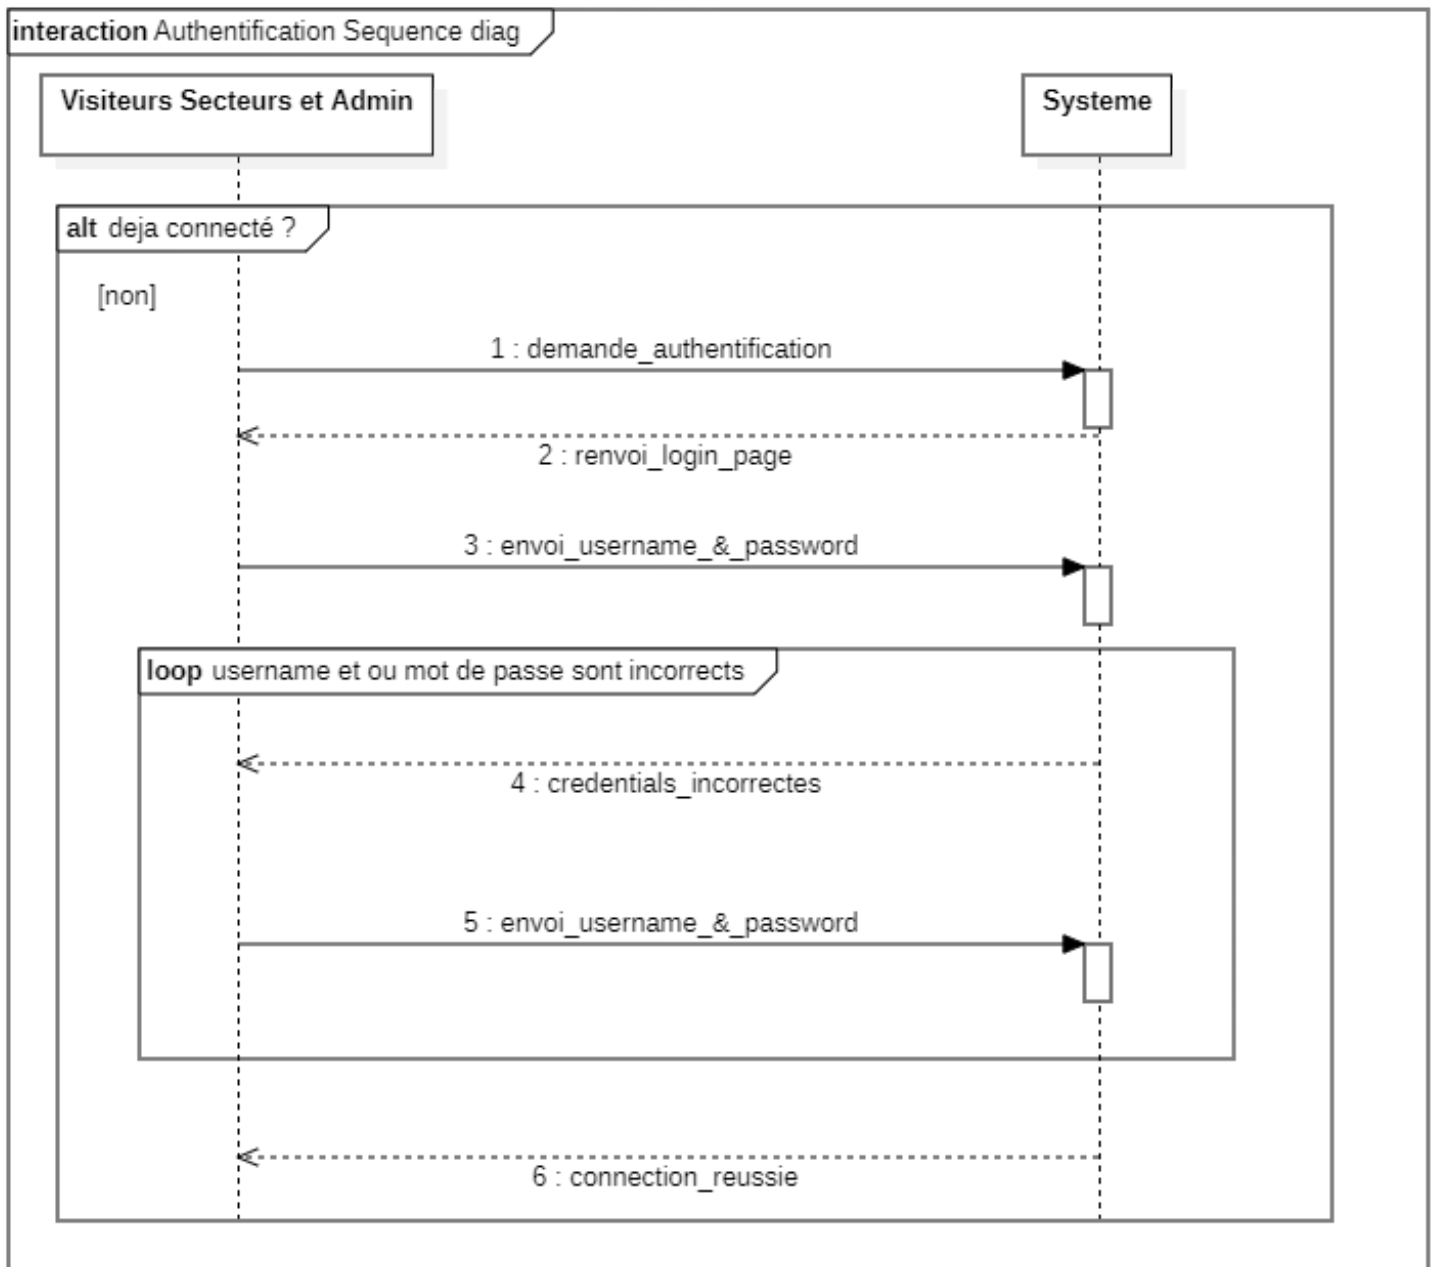 interaction Authentification Sequence diag
Visiteurs Secteurs et Admin
Systeme
alt deja connecté ?
[non]
1 : demande_authentification
2 : renvoi_login_page
3 : envoi_username_&_password
loop username et ou mot de passe sont incorrects
4 : credentials_incorrectes
5 : envoi_username_&_password
6 : connection_reussie